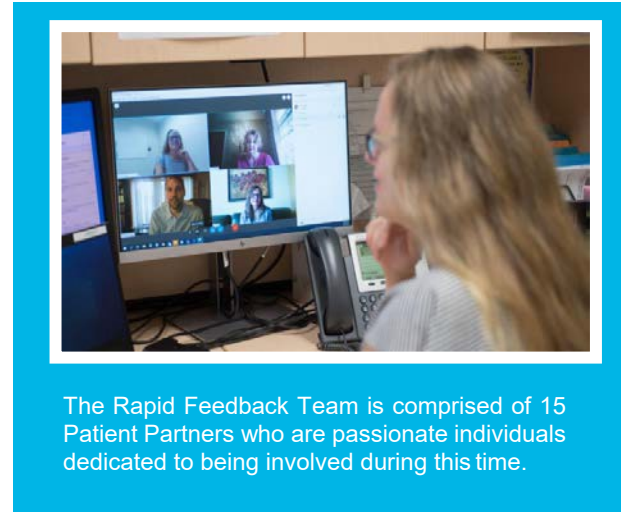 The Rapid Feedback Team is comprised of 15
Patient Partners who are passionate individuals
dedicated to being involved during this time.